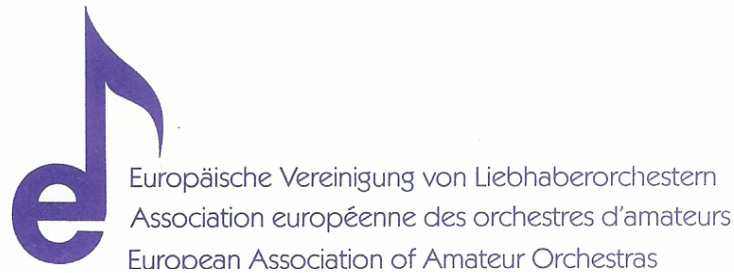 e
Europäische Vereinigung von Liebhaberorchestern
Association européenne des orchestres d'amateurs
European Association of Amateur Orchestras